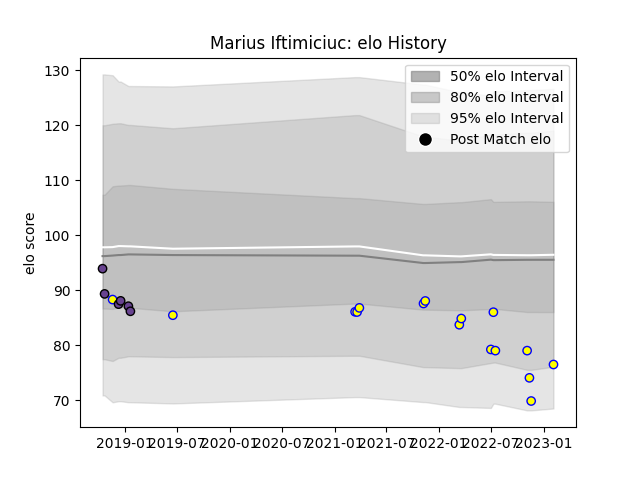 Marius Iftimiciuc: elo History
50% elo Interval
80% elo Interval
95% elo Interval
Post Match elo
elo score
130
120
110
100
90
80
70
2019-01
2019-07
2020-01
2020-07
2021-01
2021-07
2022-01
2022-07
2023-01